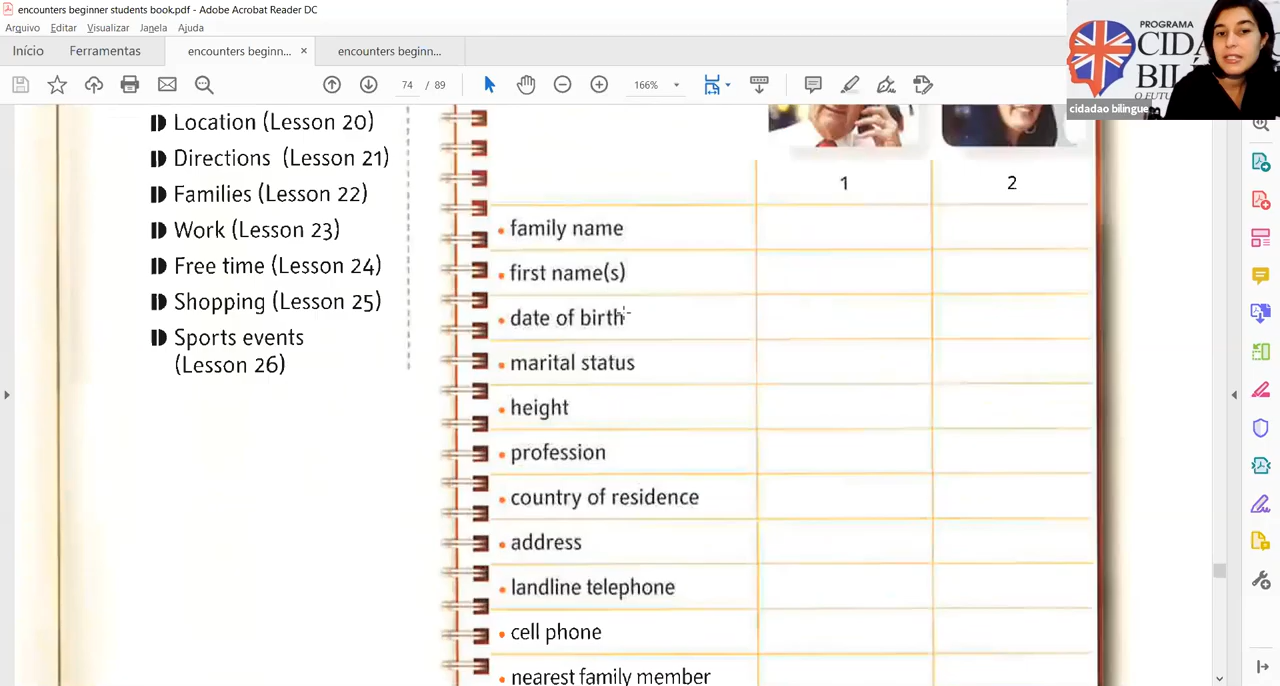 encounters beginner students book.pdf - Adobe Acrobat Reader DC
Arquivo Editar Visualizar Janela Ajuda
Início Ferramentas encounters beginn... × encounters beginn...
74 / 89 166%
PROGRAMA
CIDA
BILÍ
O FUT
cidadao bilingue
Location (Lesson 20)
Directions (Lesson 21)
Families (Lesson 22)
Work (Lesson 23)
Free time (Lesson 24)
Shopping (Lesson 25)
Sports events
(Lesson 26)
1 2
• family name
• first name(s)
• date of birth
• marital status
• height
• profession
• country of residence
• address
• landline telephone
• cell phone
• nearest family member